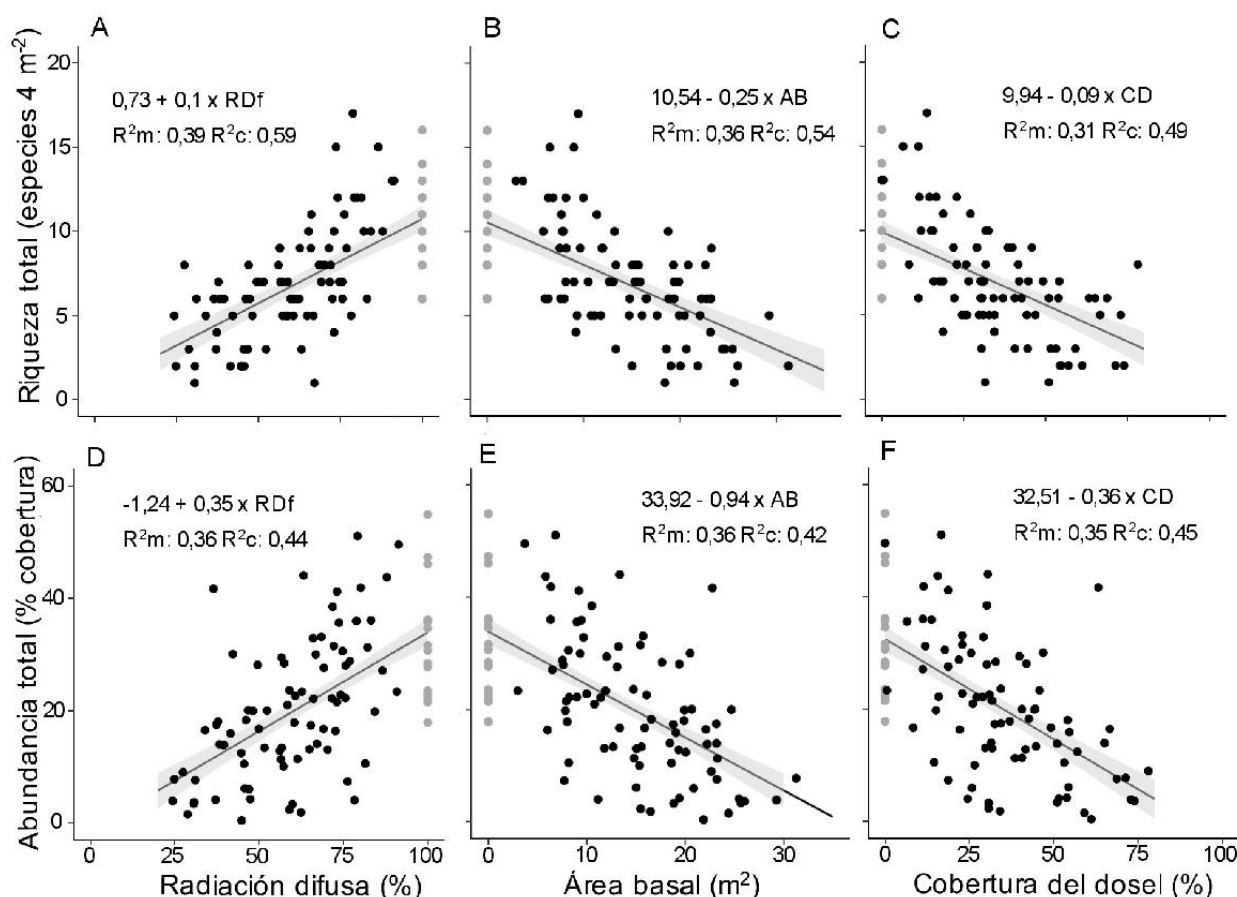 A
B
C
Riqueza total (especies 4 m⁻²)
20
15
10
5
0
0,73 + 0,1 x RDf
R²m: 0,39 R²c: 0,59
10,54 - 0,25 x AB
R²m: 0,36 R²c: 0,54
9,94 - 0,09 x CD
R²m: 0,31 R²c: 0,49
D
E
F
Abundancia total (% cobertura)
60
40
20
0
-1,24 + 0,35 x RDf
R²m: 0,36 R²c: 0,44
33,92 - 0,94 x AB
R²m: 0,36 R²c: 0,42
32,51 - 0,36 x CD
R²m: 0,35 R²c: 0,45
0 25 50 75 100
0 10 20 30
0 25 50 75 100
Radiación difusa (%)
Área basal (m²)
Cobertura del dosel (%)